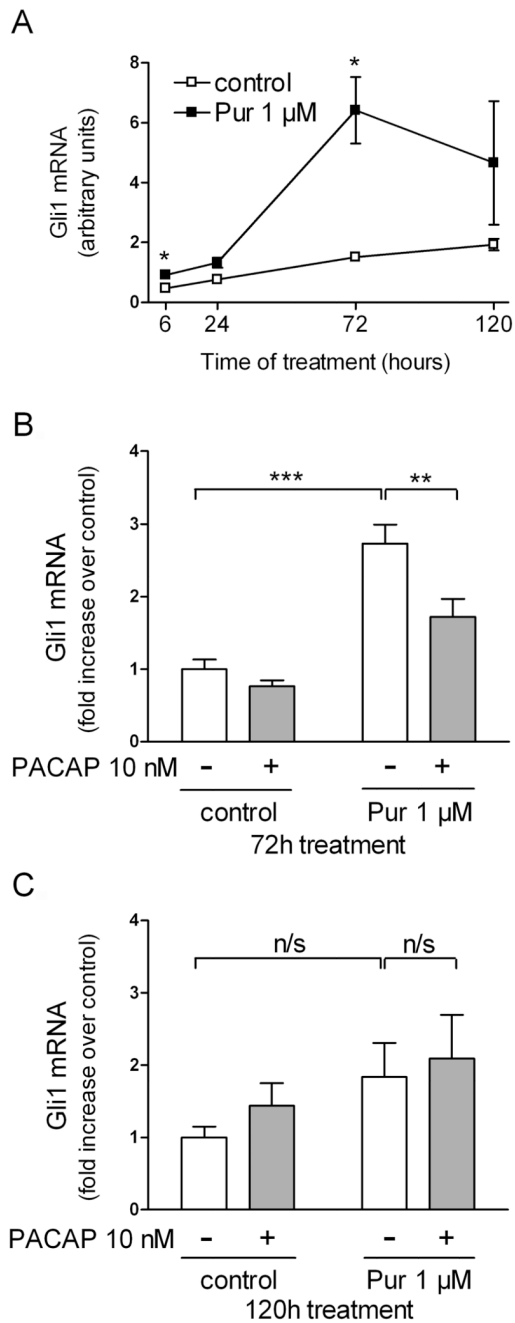 A
Gli1 mRNA
(arbitrary units)
8
6
4
2
0
control
Pur 1 µM
*
*
6 24 72 120
Time of treatment (hours)
B
Gli1 mRNA
(fold increase over control)
4
3
2
1
0
*** **
PACAP 10 nM - + - +
control Pur 1 µM
72h treatment
C
Gli1 mRNA
(fold increase over control)
4
3
2
1
0
n/s n/s
PACAP 10 nM - + - +
control Pur 1 µM
120h treatment